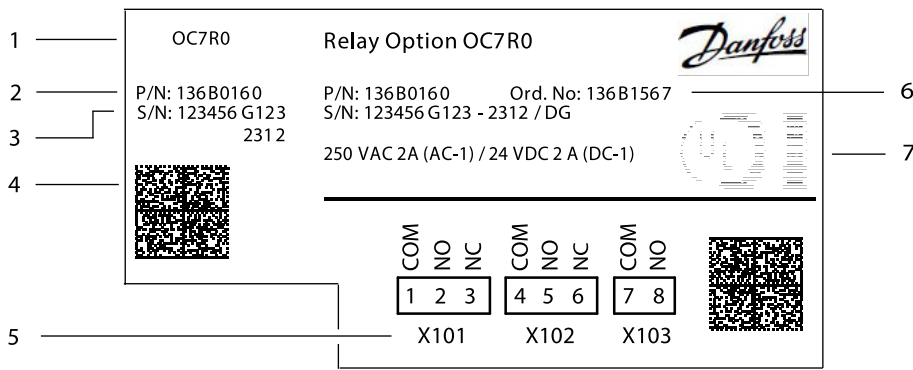 1
OC7R0
Relay Option OC7R0
Danfoss
2
P/N: 136B0160
P/N: 136B0160 Ord. No: 136B1567
6
3
S/N: 123456 G123
2312
S/N: 123456 G123 - 2312 / DG
250 VAC 2A (AC-1) / 24 VDC 2 A (DC-1)
7
4
COM NO NC COM NO NC COM NO
1 2 3 4 5 6 7 8
5
X101 X102 X103